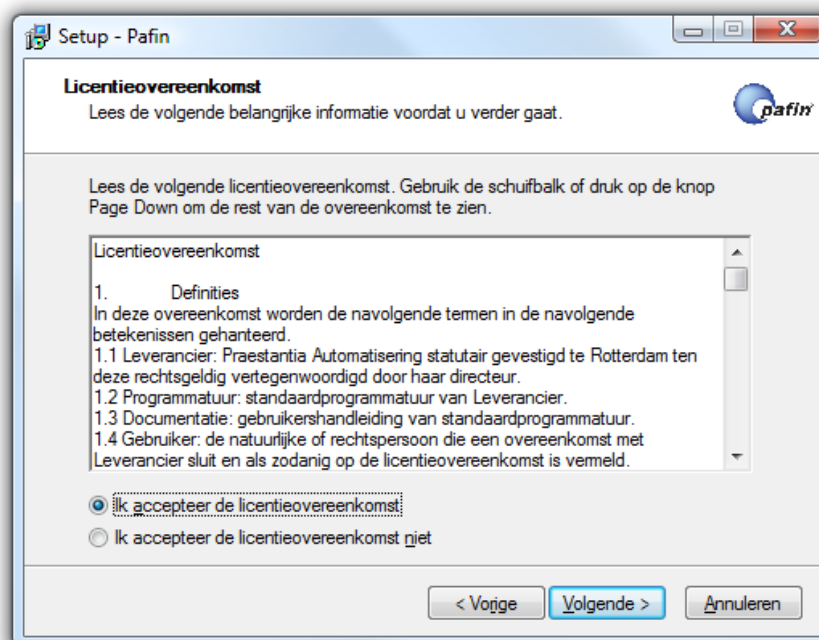 Setup - Pafin
Licentieovereenkomst
Lees de volgende belangrijke informatie voordat u verder gaat.
pafin
Lees de volgende licentieovereenkomst. Gebruik de schuifbalk of druk op de knop
Page Down om de rest van de overeenkomst te zien.
Licentieovereenkomst
1. Definities
In deze overeenkomst worden de navolgende termen in de navolgende
betekenissen gehanteerd.
1.1 Leverancier: Praestantia Automatisering statutair gevestigd te Rotterdam ten
deze rechtsgeldig vertegenwoordigd door haar directeur.
1.2 Programmatuur: standaardprogrammatuur van Leverancier.
1.3 Documentatie: gebruikershandleiding van standaardprogrammatuur.
1.4 Gebruiker: de natuurlijke of rechtspersoon die een overeenkomst met
Leverancier sluit en als zodanig op de licentieovereenkomst is vermeld.
Ik accepteer de licentieovereenkomst
Ik accepteer de licentieovereenkomst niet
< Vorige Volgende > Annuleren